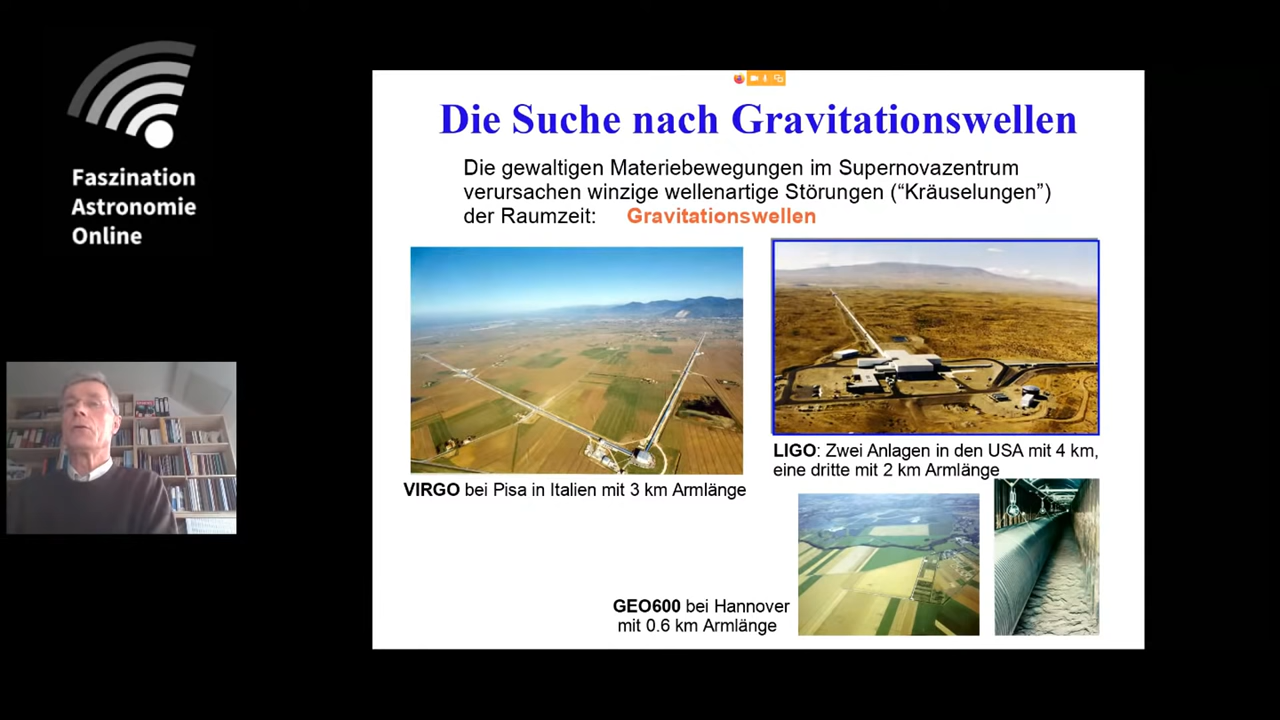 Faszination
Astronomie
Online
Die Suche nach Gravitationswellen
Die gewaltigen Materiebewegungen im Supernovazentrum
verursachen winzige wellenartige Störungen (“Kräuselungen”)
der Raumzeit: Gravitationswellen
VIRGO bei Pisa in Italien mit 3 km Armlänge
LIGO: Zwei Anlagen in den USA mit 4 km,
eine dritte mit 2 km Armlänge
GEO600 bei Hannover
mit 0.6 km Armlänge